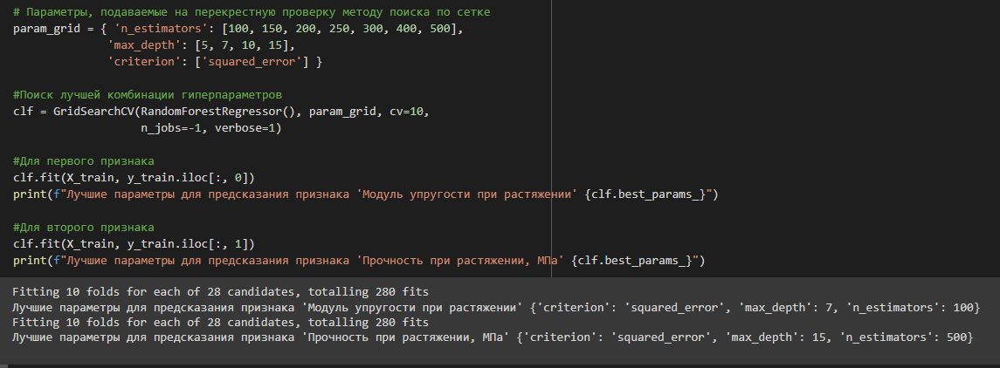 # Параметры, подаваемые на перекрестную проверку методу поиска по сетке
param_grid = { 'n_estimators': [100, 150, 200, 250, 300, 400, 500],
              'max_depth': [5, 7, 10, 15],
              'criterion': ['squared_error'] }
#Поиск лучшей комбинации гиперпараметров
clf = GridSearchCV(RandomForestRegressor(), param_grid, cv=10,
                   n_jobs=-1, verbose=1)
#Для первого признака
clf.fit(X_train, y_train.iloc[:, 0])
print(f"Лучшие параметры для предсказания признака 'Модуль упругости при растяжении' {clf.best_params_}")
#Для второго признака
clf.fit(X_train, y_train.iloc[:, 1])
print(f"Лучшие параметры для предсказания признака 'Прочность при растяжении, МПа' {clf.best_params_}")
Fitting 10 folds for each of 28 candidates, totalling 280 fits
Лучшие параметры для предсказания признака 'Модуль упругости при растяжении' {'criterion': 'squared_error', 'max_depth': 7, 'n_estimators': 100}
Fitting 10 folds for each of 28 candidates, totalling 280 fits
Лучшие параметры для предсказания признака 'Прочность при растяжении, МПа' {'criterion': 'squared_error', 'max_depth': 15, 'n_estimators': 500}